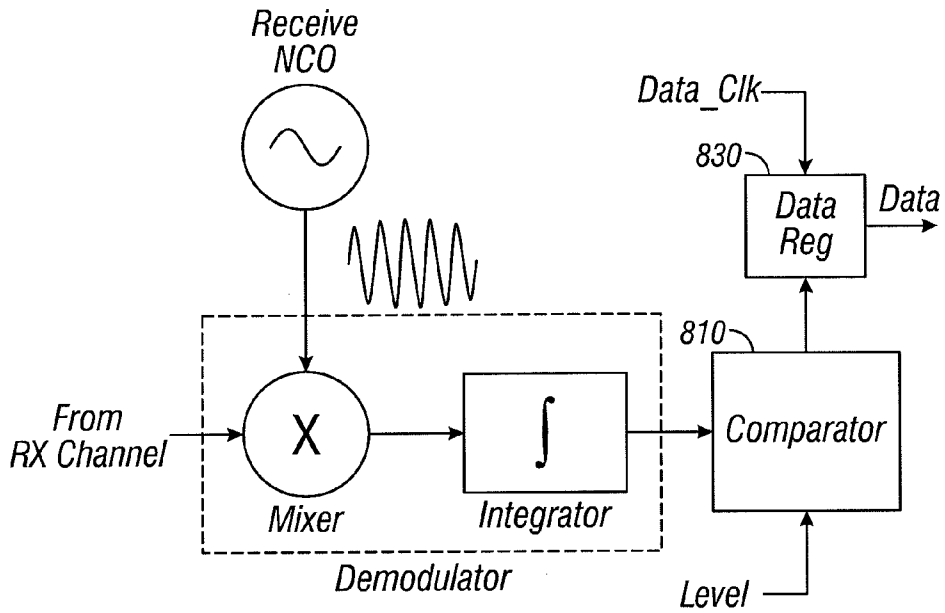 Receive
NCO
Data_Clk
830
Data
Reg
Data
810
From
RX Channel
X
Mixer
∫
Integrator
Comparator
Demodulator
Level